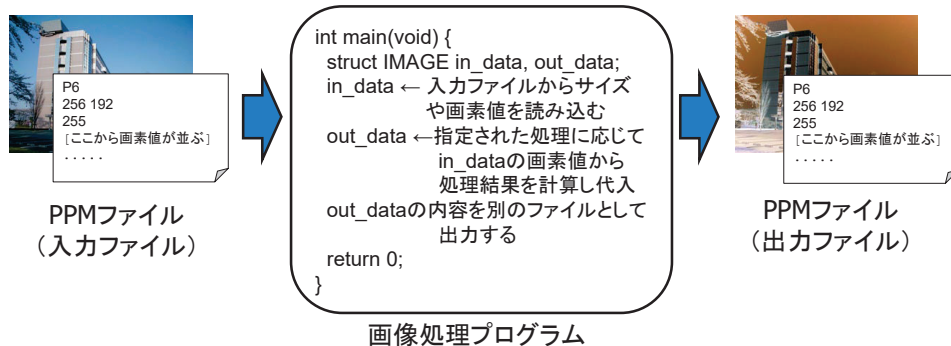 P6
256 192
255
[ここから画素値が並ぶ]
.....
PPMファイル
（入力ファイル）
int main(void) {
struct IMAGE in_data, out_data;
in_data ← 入力ファイルからサイズ
や画素値を読み込む
out_data ←指定された処理に応じて
in_dataの画素値から
処理結果を計算し代入
out_dataの内容を別のファイルとして
出力する
return 0;
}
画像処理プログラム
P6
256 192
255
[ここから画素値が並ぶ]
.....
PPMファイル
（出力ファイル）